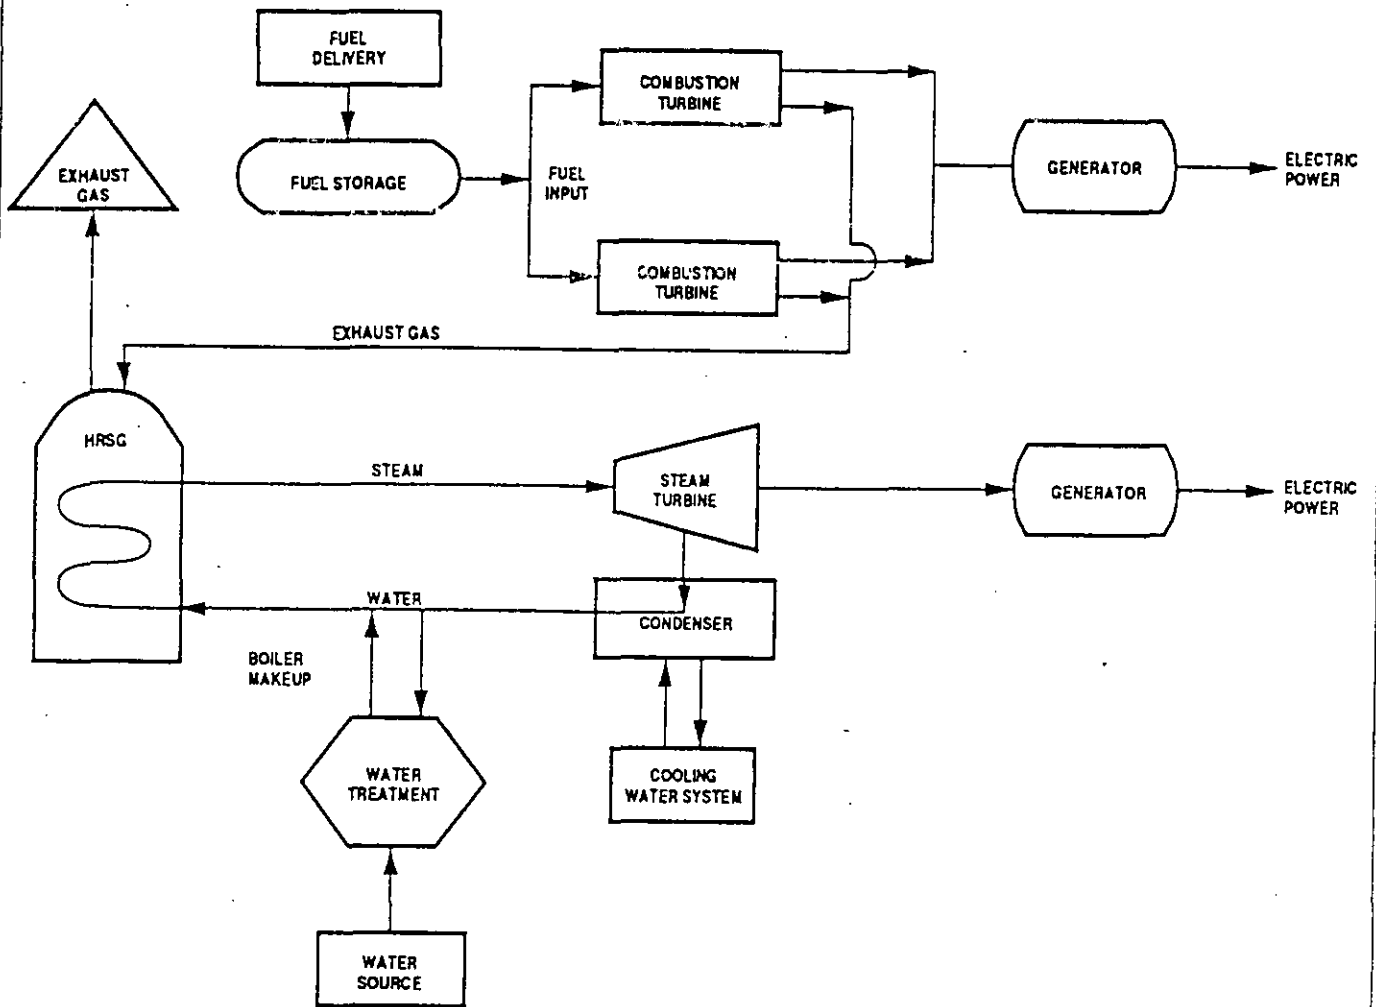 FUEL
DELIVERY
COMBUSTION
TURBINE
EXHAUST
GAS
FUEL STORAGE
FUEL
INPUT
GENERATOR
ELECTRIC
POWER
COMBUSTION
TURBINE
EXHAUST GAS
HRSG
STEAM
STEAM
TURBINE
GENERATOR
ELECTRIC
POWER
WATER
CONDENSER
BOILER
MAKEUP
WATER
TREATMENT
COOLING
WATER SYSTEM
WATER
SOURCE